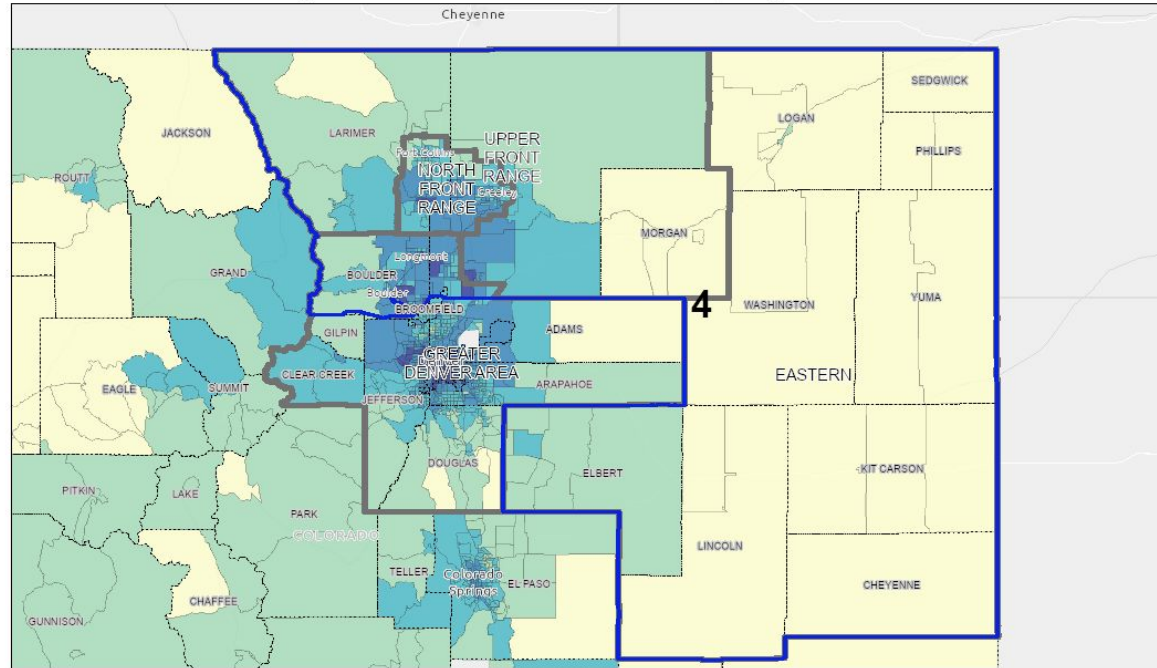 Cheyenne
SEDGWICK
LOGAN
JACKSON
LARIMER
PHILLIPS
UPPER
FRONT
RANGE
Fort Collins
NORTH
FRONT
RANGE
Greeley
ROUTT
MORGAN
GRAND
Longmont
BOULDER
Boulder
BROOMFIELD
4
WASHINGTON
YUMA
GILPIN
ADAMS
GREATER
DENVER AREA
Denver
EASTERN
CLEAR CREEK
EAGLE
SUMMIT
ARAPAHOE
JEFFERSON
DOUGLAS
ELBERT
KIT CARSON
PITKIN
LAKE
PARK
COLORADO
LINCOLN
TELLER
Colorado
Springs
EL PASO
CHEYENNE
CHAFFEE
GUNNISON